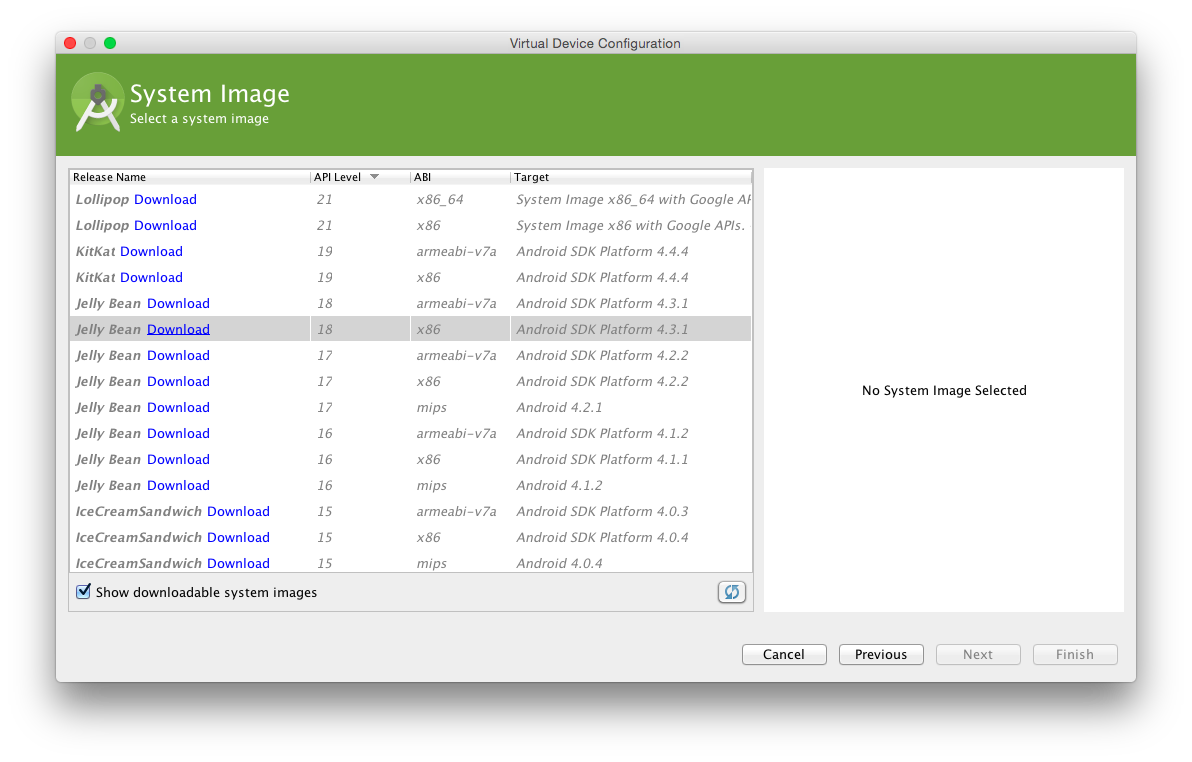 Virtual Device Configuration
System Image
Select a system image
Release Name API Level ABI Target
Lollipop Download 21 x86_64 System Image x86_64 with Google AP
Lollipop Download 21 x86 System Image x86 with Google APIs.
KitKat Download 19 armeabi-v7a Android SDK Platform 4.4.4
KitKat Download 19 x86 Android SDK Platform 4.4.4
Jelly Bean Download 18 armeabi-v7a Android SDK Platform 4.3.1
Jelly Bean Download 18 x86 Android SDK Platform 4.3.1
Jelly Bean Download 17 armeabi-v7a Android SDK Platform 4.2.2
Jelly Bean Download 17 x86 Android SDK Platform 4.2.2
Jelly Bean Download 17 mips Android 4.2.1
Jelly Bean Download 16 armeabi-v7a Android SDK Platform 4.1.2
Jelly Bean Download 16 x86 Android SDK Platform 4.1.1
Jelly Bean Download 16 mips Android 4.1.2
IceCreamSandwich Download 15 armeabi-v7a Android SDK Platform 4.0.3
IceCreamSandwich Download 15 x86 Android SDK Platform 4.0.4
IceCreamSandwich Download 15 mips Android 4.0.4
No System Image Selected
Show downloadable system images
Cancel Previous Next Finish